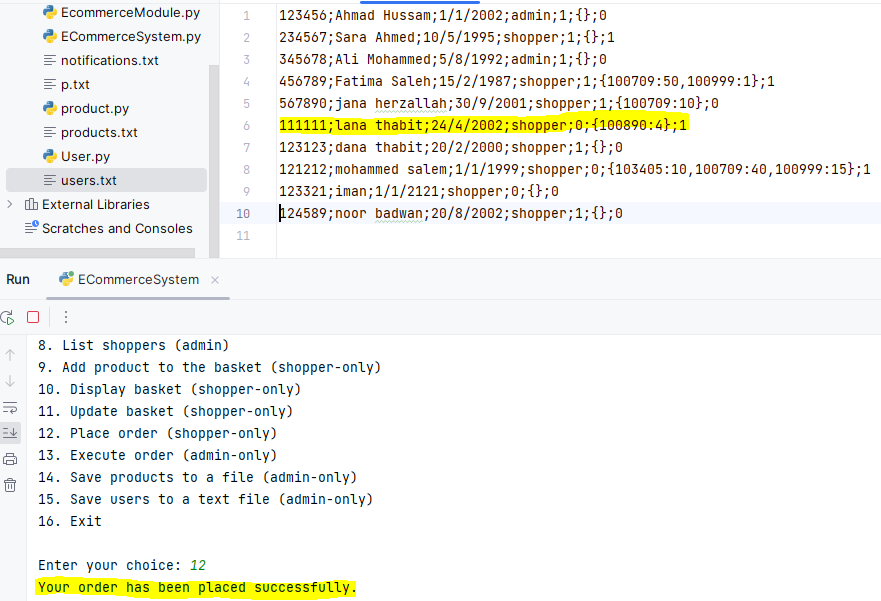 EcommerceModule.py
ECommerceSystem.py
notifications.txt
p.txt
product.py
products.txt
User.py
users.txt
External Libraries
Scratches and Consoles
1 123456;Ahmad Hussam;1/1/2002;admin;1;{};0
2 234567;Sara Ahmed;10/5/1995;shopper;1;{};1
3 345678;Ali Mohammed;5/8/1992;admin;1;{};0
4 456789;Fatima Saleh;15/2/1987;shopper;1;{100709:50,100999:1};1
5 567890;jana herzallah;30/9/2001;shopper;1;{100709:10};0
6 111111;lana thabit;24/4/2002;shopper;0;{100890:4};1
7 123123;dana thabit;20/2/2000;shopper;1;{};0
8 121212;mohammed salem;1/1/1999;shopper;0;{103405:10,100709:40,100999:15};1
9 123321;iman;1/1/2121;shopper;0;{};0
10 124589;noor badwan;20/8/2002;shopper;1;{};0
11
Run ECommerceSystem
8. List shoppers (admin)
9. Add product to the basket (shopper-only)
10. Display basket (shopper-only)
11. Update basket (shopper-only)
12. Place order (shopper-only)
13. Execute order (admin-only)
14. Save products to a file (admin-only)
15. Save users to a text file (admin-only)
16. Exit
Enter your choice: 12
Your order has been placed successfully.